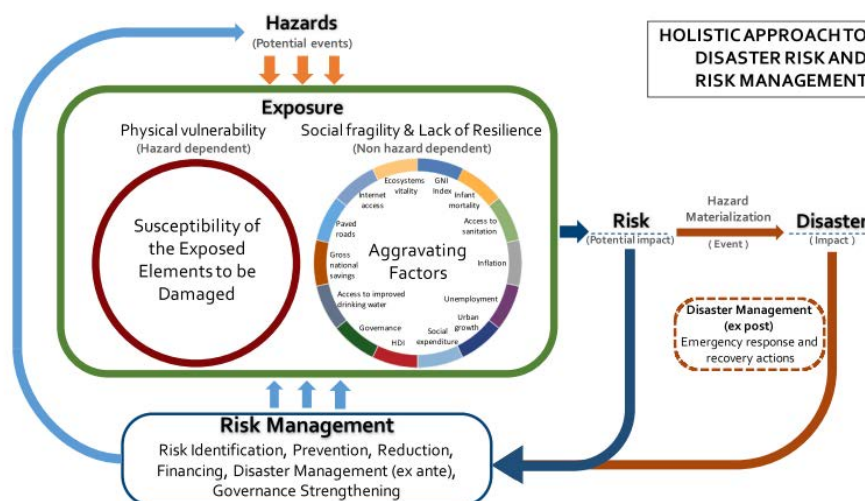 HOLISTIC APPROACH TO
DISASTER RISK AND
RISK MANAGEMENT
Hazards
(Potential events)
Exposure
Physical vulnerability
(Hazard dependent)
Social fragility & Lack of Resilience
(Non hazard dependent)
Susceptibility of
the Exposed
Elements to be
Damaged
Aggravating
Factors
Ecosystems
vitality
GNI
Index
Infant
mortality
Access to
sanitation
Inflation
Unemployment
Urban
growth
Social
expenditure
HDI
Governance
Access to improved
drinking water
Gross
national
savings
Paved
roads
Internet
access
Risk
(Potential impact)
Hazard
Materialization
(Event)
Disaster
(Impact)
Disaster Management
(ex post)
Emergency response and
recovery actions
Risk Management
Risk Identification, Prevention, Reduction,
Financing, Disaster Management (ex ante),
Governance Strengthening